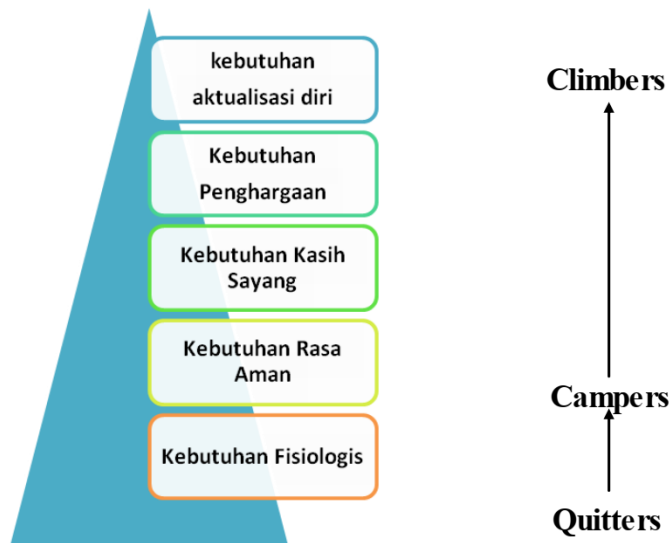 kebutuhan
aktualisasi diri
Kebutuhan
Penghargaan
Kebutuhan Kasih
Sayang
Kebutuhan Rasa
Aman
Kebutuhan Fisiologis
Climbers
Campers
Quitters